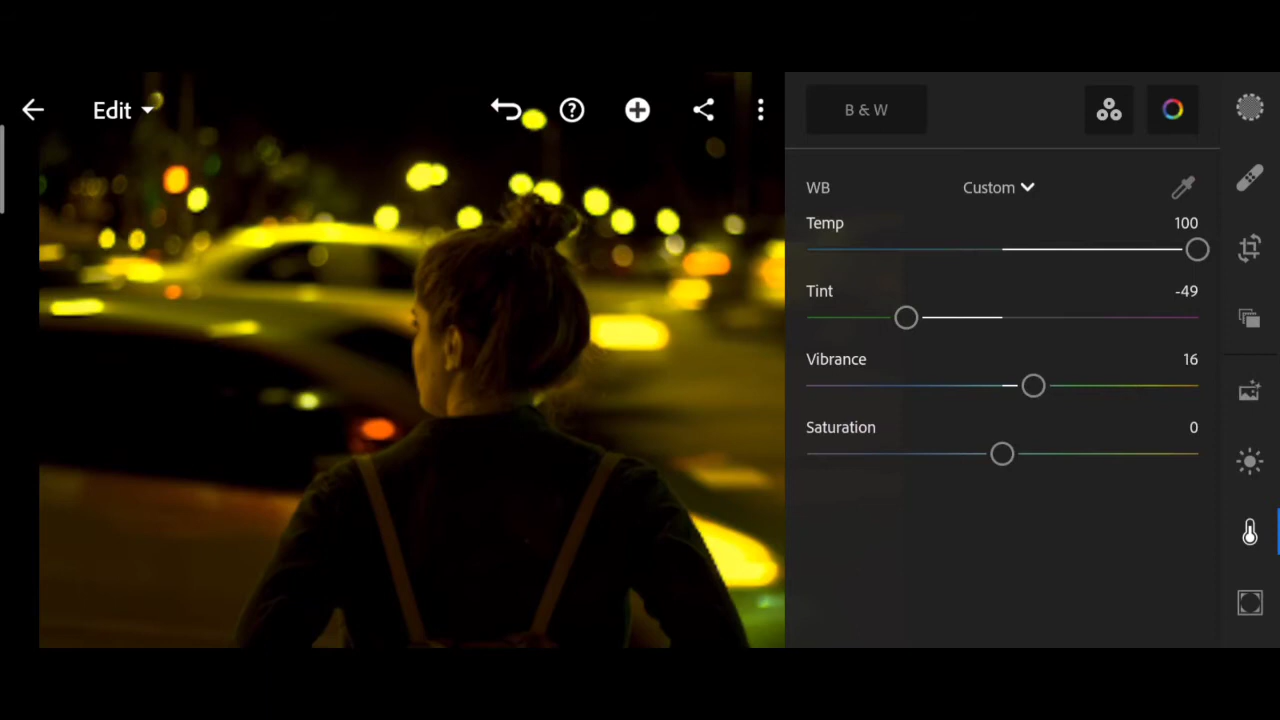 Edit
B & W
WB Custom
Temp 100
Tint -49
Vibrance 16
Saturation 0